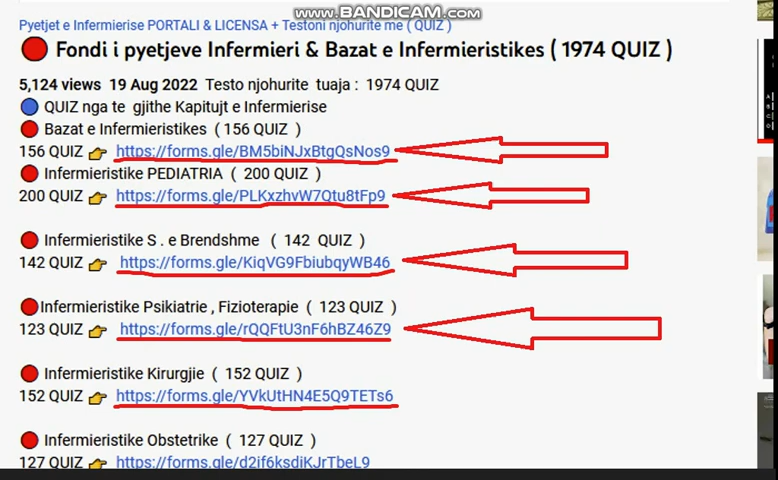 www.BANDICAM.com
Pyetjet e Infermierise PORTALI & LICENSA + Testoni njohurite me ( QUIZ )
Fondi i pyetjeve Infermieri & Bazat e Infermieristikes ( 1974 QUIZ )
5,124 views 19 Aug 2022 Testo njohurite tuaja : 1974 QUIZ
QUIZ nga te gjithe Kapitujt e Infermierise
Bazat e Infermieristikes ( 156 QUIZ )
156 QUIZ 👉 https://forms.gle/BM5biNJxBtgQsNos9
Infermieristike PEDIATRIA ( 200 QUIZ )
200 QUIZ 👉 https://forms.gle/PLKxzhvW7Qtu8tFp9
Infermieristike S . e Brendshme ( 142 QUIZ )
142 QUIZ 👉 https://forms.gle/KiqVG9FbiubqyWB46
Infermieristike Psikiatrie , Fizioterapie ( 123 QUIZ )
123 QUIZ 👉 https://forms.gle/rQQFtU3nF6hBZ46Z9
Infermieristike Kirurgjie ( 152 QUIZ )
152 QUIZ 👉 https://forms.gle/YVkUtHN4E5Q9TETs6
Infermieristike Obstetrike ( 127 QUIZ )
127 QUIZ 👉 https://forms.gle/d2if6ksdiKJrTbeL9